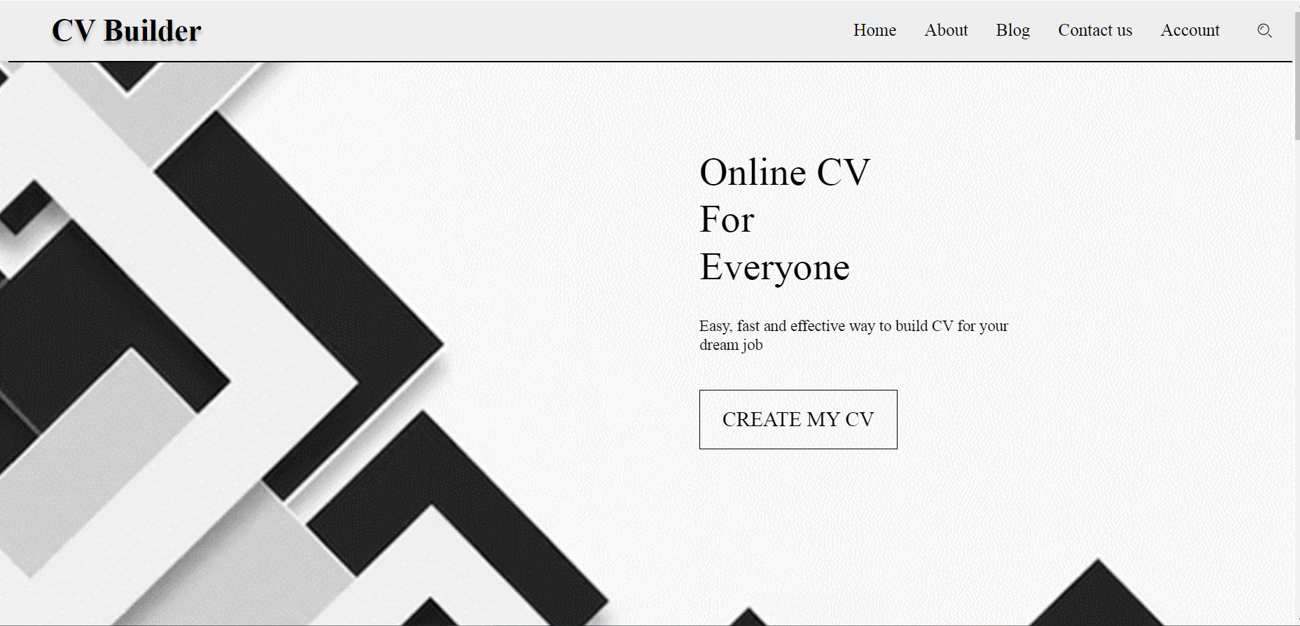 CV Builder
Home About Blog Contact us Account
Online CV
For
Everyone
Easy, fast and effective way to build CV for your
dream job
CREATE MY CV